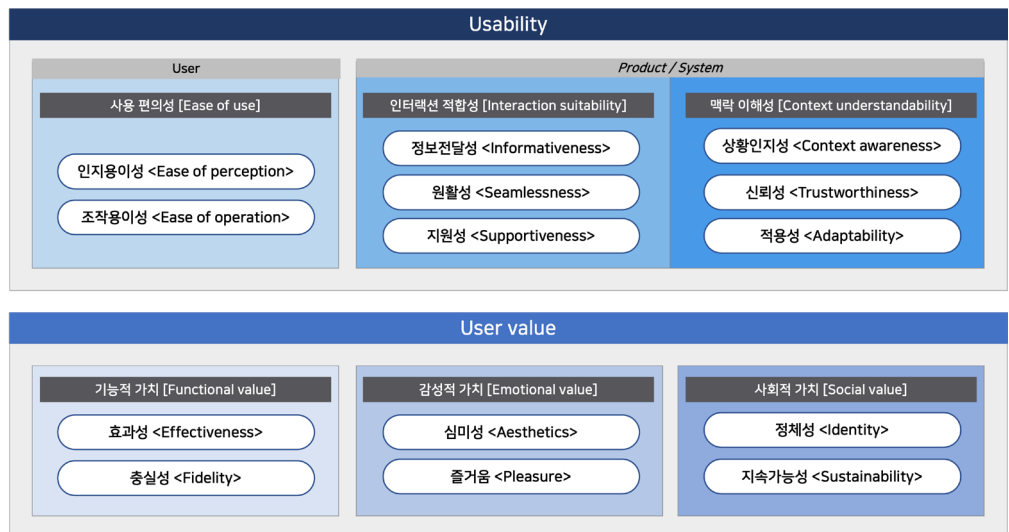 Usability
User
Product / System
사용 편의성 [Ease of use]
인터랙션 적합성 [Interaction suitability]
맥락 이해성 [Context understandability]
인지용이성 <Ease of perception>
조작용이성 <Ease of operation>
정보전달성 <Informativeness>
원활성 <Seamlessness>
지원성 <Supportiveness>
상황인지성 <Context awareness>
신뢰성 <Trustworthiness>
적용성 <Adaptability>
User value
기능적 가치 [Functional value]
감성적 가치 [Emotional value]
사회적 가치 [Social value]
효과성 <Effectiveness>
충실성 <Fidelity>
심미성 <Aesthetics>
즐거움 <Pleasure>
정체성 <Identity>
지속가능성 <Sustainability>